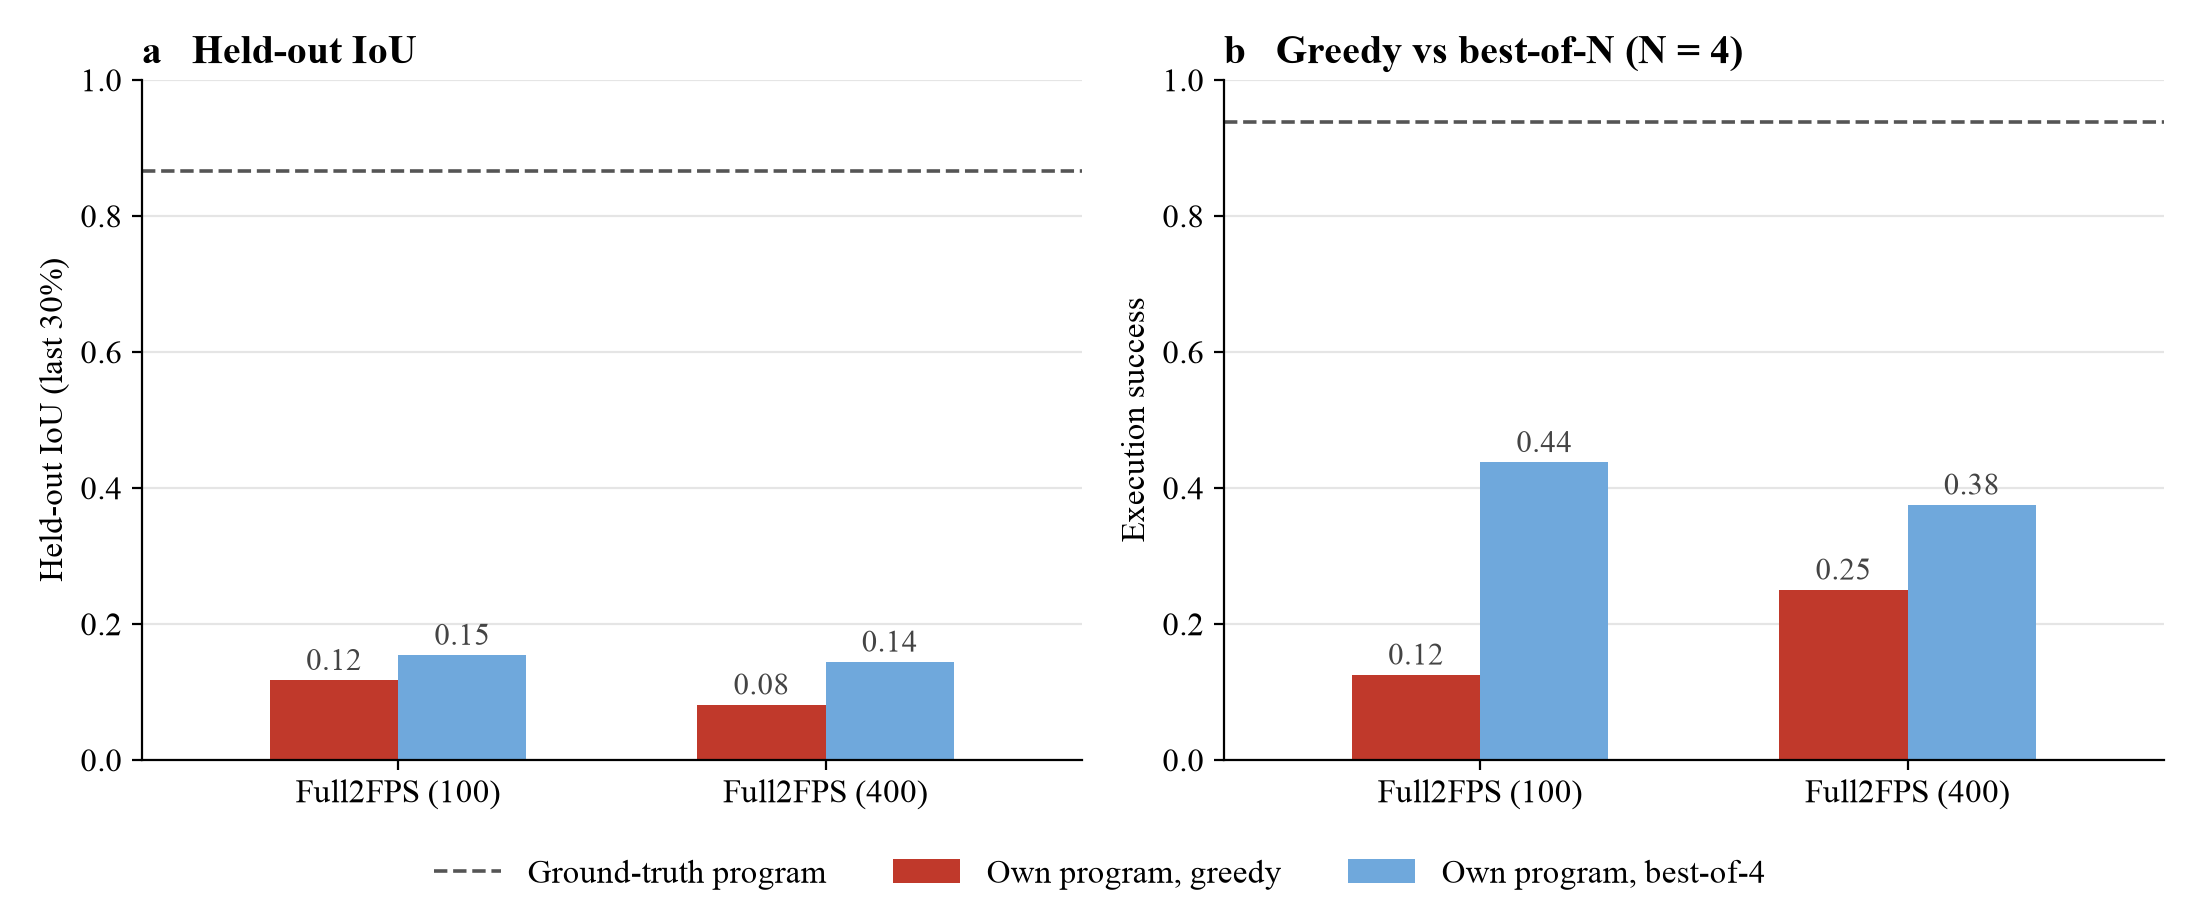 a Held-out IoU
Held-out IoU (last 30%)
1.0
0.8
0.6
0.4
0.2
0.0
0.12
0.15
0.08
0.14
Full2FPS (100)
Full2FPS (400)
b Greedy vs best-of-N (N = 4)
Execution success
1.0
0.8
0.6
0.4
0.2
0.0
0.12
0.44
0.25
0.38
Full2FPS (100)
Full2FPS (400)
Ground-truth program
Own program, greedy
Own program, best-of-4